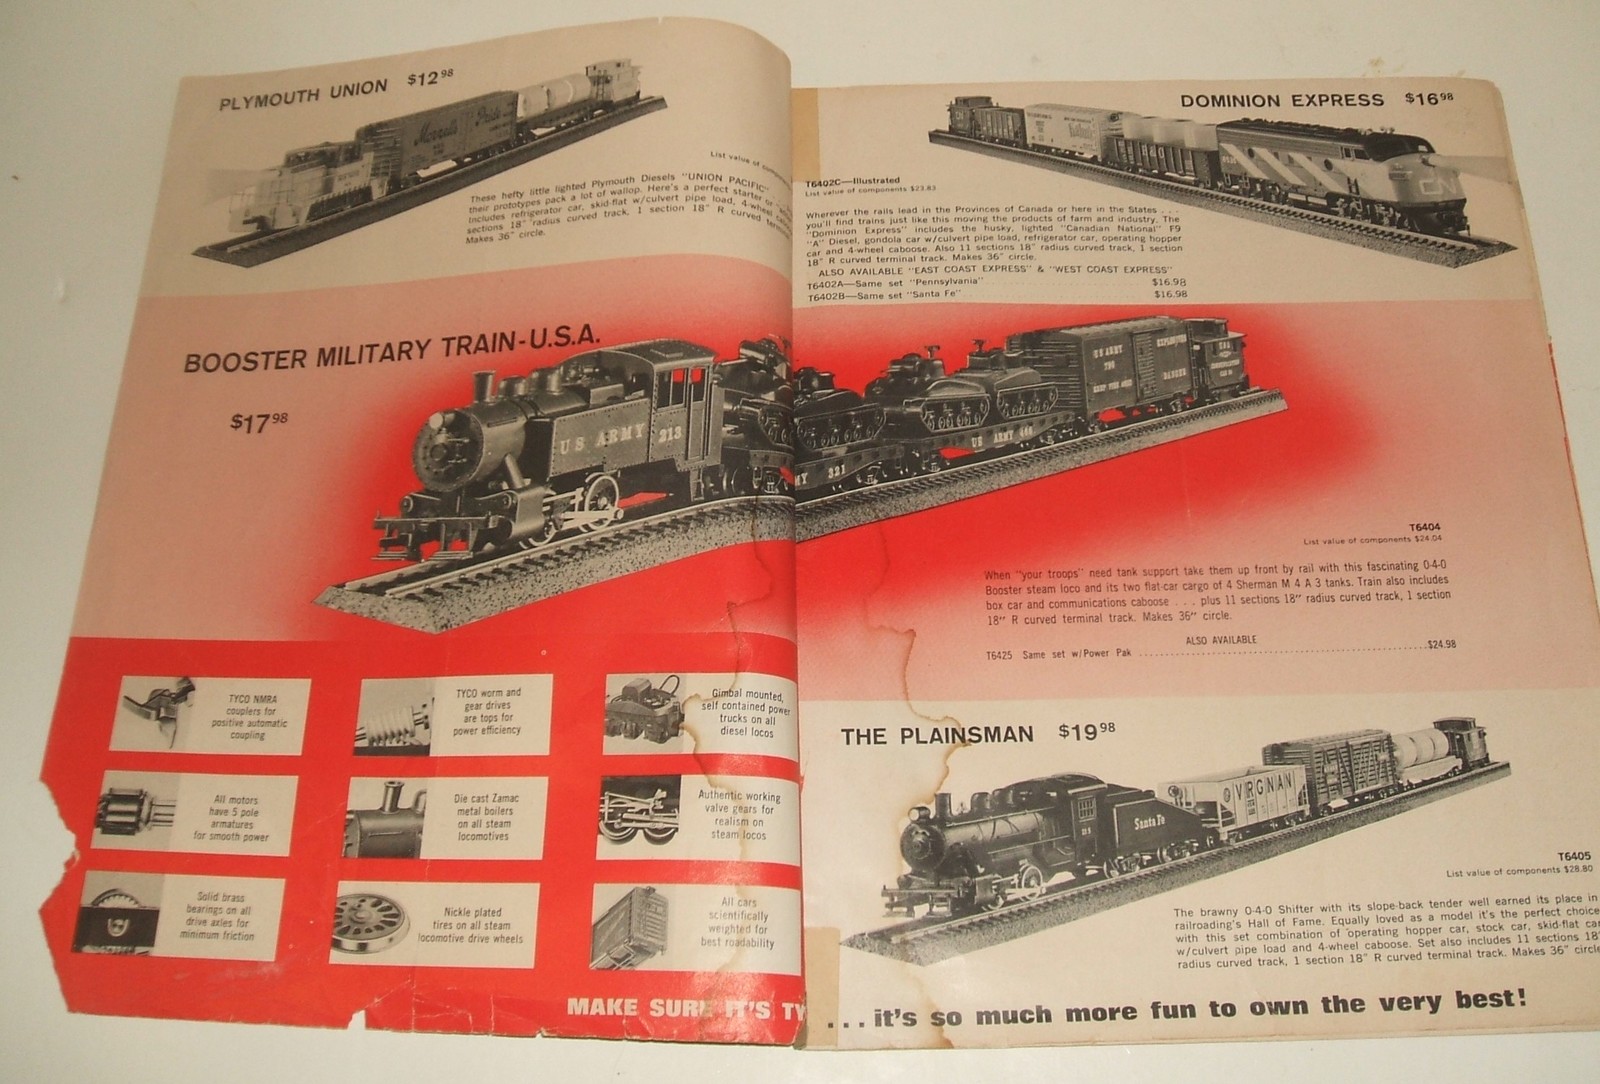 PLYMOUTH UNION $12.98
Morrell's Pride
List value of
These hefty little lighted Plymouth Diesels "UNION PACIFIC"
their prototypes pack a lot of wallop. Here's a perfect starter or
Includes refrigerator car, skid-flat w/culvert pipe load, 4-wheel
sections 18" radius curved track, 1 section 18" R curved
Makes 36" circle.
DOMINION EXPRESS $16.98
CN
T6402C—Illustrated
List value of components $23.83
Wherever the rails lead in the Provinces of Canada or here in the States . . .
you'll find trains just like this moving the products of farm and industry. The
"Dominion Express" includes the husky, lighted "Canadian National" F9
"A" Diesel, gondola car w/culvert pipe load, refrigerator car, operating hopper
car and 4-wheel caboose. Also 11 sections 18" radius curved track, 1 section
18" R curved terminal track. Makes 36" circle.
ALSO AVAILABLE "EAST COAST EXPRESS" & "WEST COAST EXPRESS"
T6402A—Same set "Pennsylvania" $16.98
T6402B—Same set "Santa Fe" $16.98
BOOSTER MILITARY TRAIN-U.S.A.
$17.98
US ARMY 213
MY 321
US ARMY 466
US ARMY EXPLOSIVES
DANGER
USA
T6404
List value of components $24.04
When "your troops" need tank support take them up front by rail with this fascinating 0-4-0
Booster steam loco and its two flat-car cargo of 4 Sherman M 4 A 3 tanks. Train also includes
box car and communications caboose . . . plus 11 sections 18" radius curved track, 1 section
18" R curved terminal track. Makes 36" circle.
ALSO AVAILABLE
T6425 Same set w/Power Pak ........ $24.98
TYCO NMRA
couplers for
positive automatic
coupling
TYCO worm and
gear drives
are tops for
power efficiency
Gimbal mounted,
self contained power
trucks on all
diesel locos
All motors
have 5 pole
armatures
for smooth power
Die cast Zamac
metal boilers
on all steam
locomotives
Authentic working
valve gears for
realism on
steam locos
Solid brass
bearings on all
drive axles for
minimum friction
Nickle plated
tires on all steam
locomotive drive wheels
All cars
scientifically
weighted for
best roadability
MAKE SURE IT'S TY
THE PLAINSMAN $19.98
Santa Fe
VIRGINIAN
T6405
List value of components $28.80
The brawny 0-4-0 Shifter with its slope-back tender well earned its place in
railroading's Hall of Fame. Equally loved as a model it's the perfect choice
with this set combination of operating hopper car, stock car, skid-flat car
w/culvert pipe load and 4-wheel caboose. Set also includes 11 sections 18"
radius curved track, 1 section 18" R curved terminal track. Makes 36" circle.
. . . it's so much more fun to own the very best!